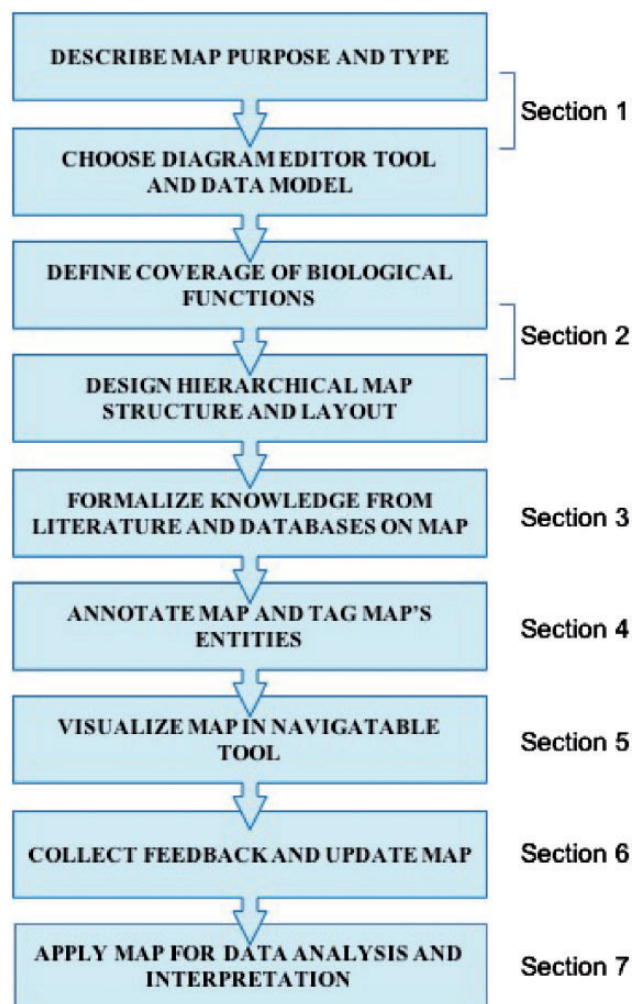 DESCRIBE MAP PURPOSE AND TYPE
Section 1
CHOOSE DIAGRAM EDITOR TOOL
AND DATA MODEL
DEFINE COVERAGE OF BIOLOGICAL
FUNCTIONS
Section 2
DESIGN HIERARCHICAL MAP
STRUCTURE AND LAYOUT
FORMALIZE KNOWLEDGE FROM
LITERATURE AND DATABASES ON MAP
Section 3
ANNOTATE MAP AND TAG MAP'S
ENTITIES
Section 4
VISUALIZE MAP IN NAVIGATABLE
TOOL
Section 5
COLLECT FEEDBACK AND UPDATE MAP
Section 6
APPLY MAP FOR DATA ANALYSIS AND
INTERPRETATION
Section 7